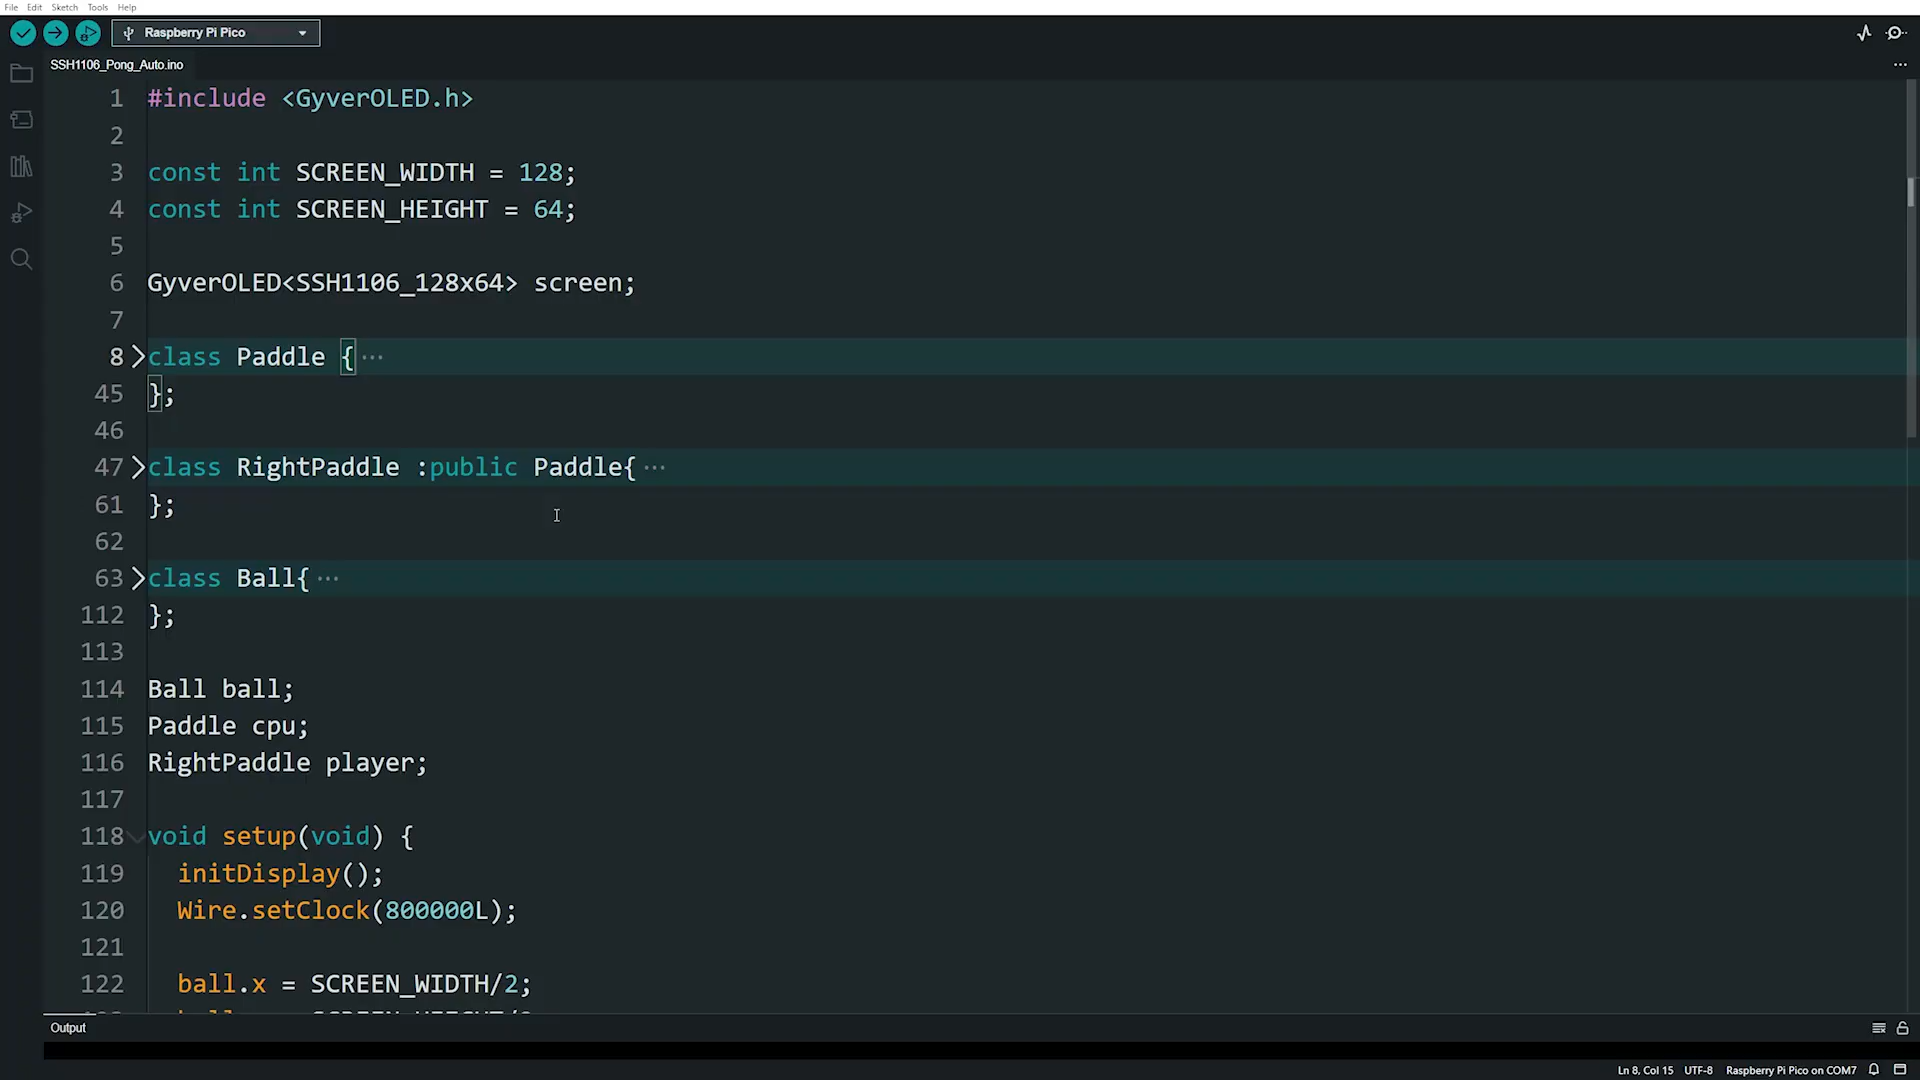 File Edit Sketch Tools Help
Raspberry Pi Pico
SSH1106_Pong_Auto.ino
1 #include <GyverOLED.h>
2
3 const int SCREEN_WIDTH = 128;
4 const int SCREEN_HEIGHT = 64;
5
6 GyverOLED<SSH1106_128x64> screen;
7
8 class Paddle { ···
45 };
46
47 class RightPaddle :public Paddle{ ···
61 };
62
63 class Ball{ ···
112 };
113
114 Ball ball;
115 Paddle cpu;
116 RightPaddle player;
117
118 void setup(void) {
119 initDisplay();
120 Wire.setClock(800000L);
121
122 ball.x = SCREEN_WIDTH/2;
Output
Ln 8, Col 15 UTF-8 Raspberry Pi Pico on COM7